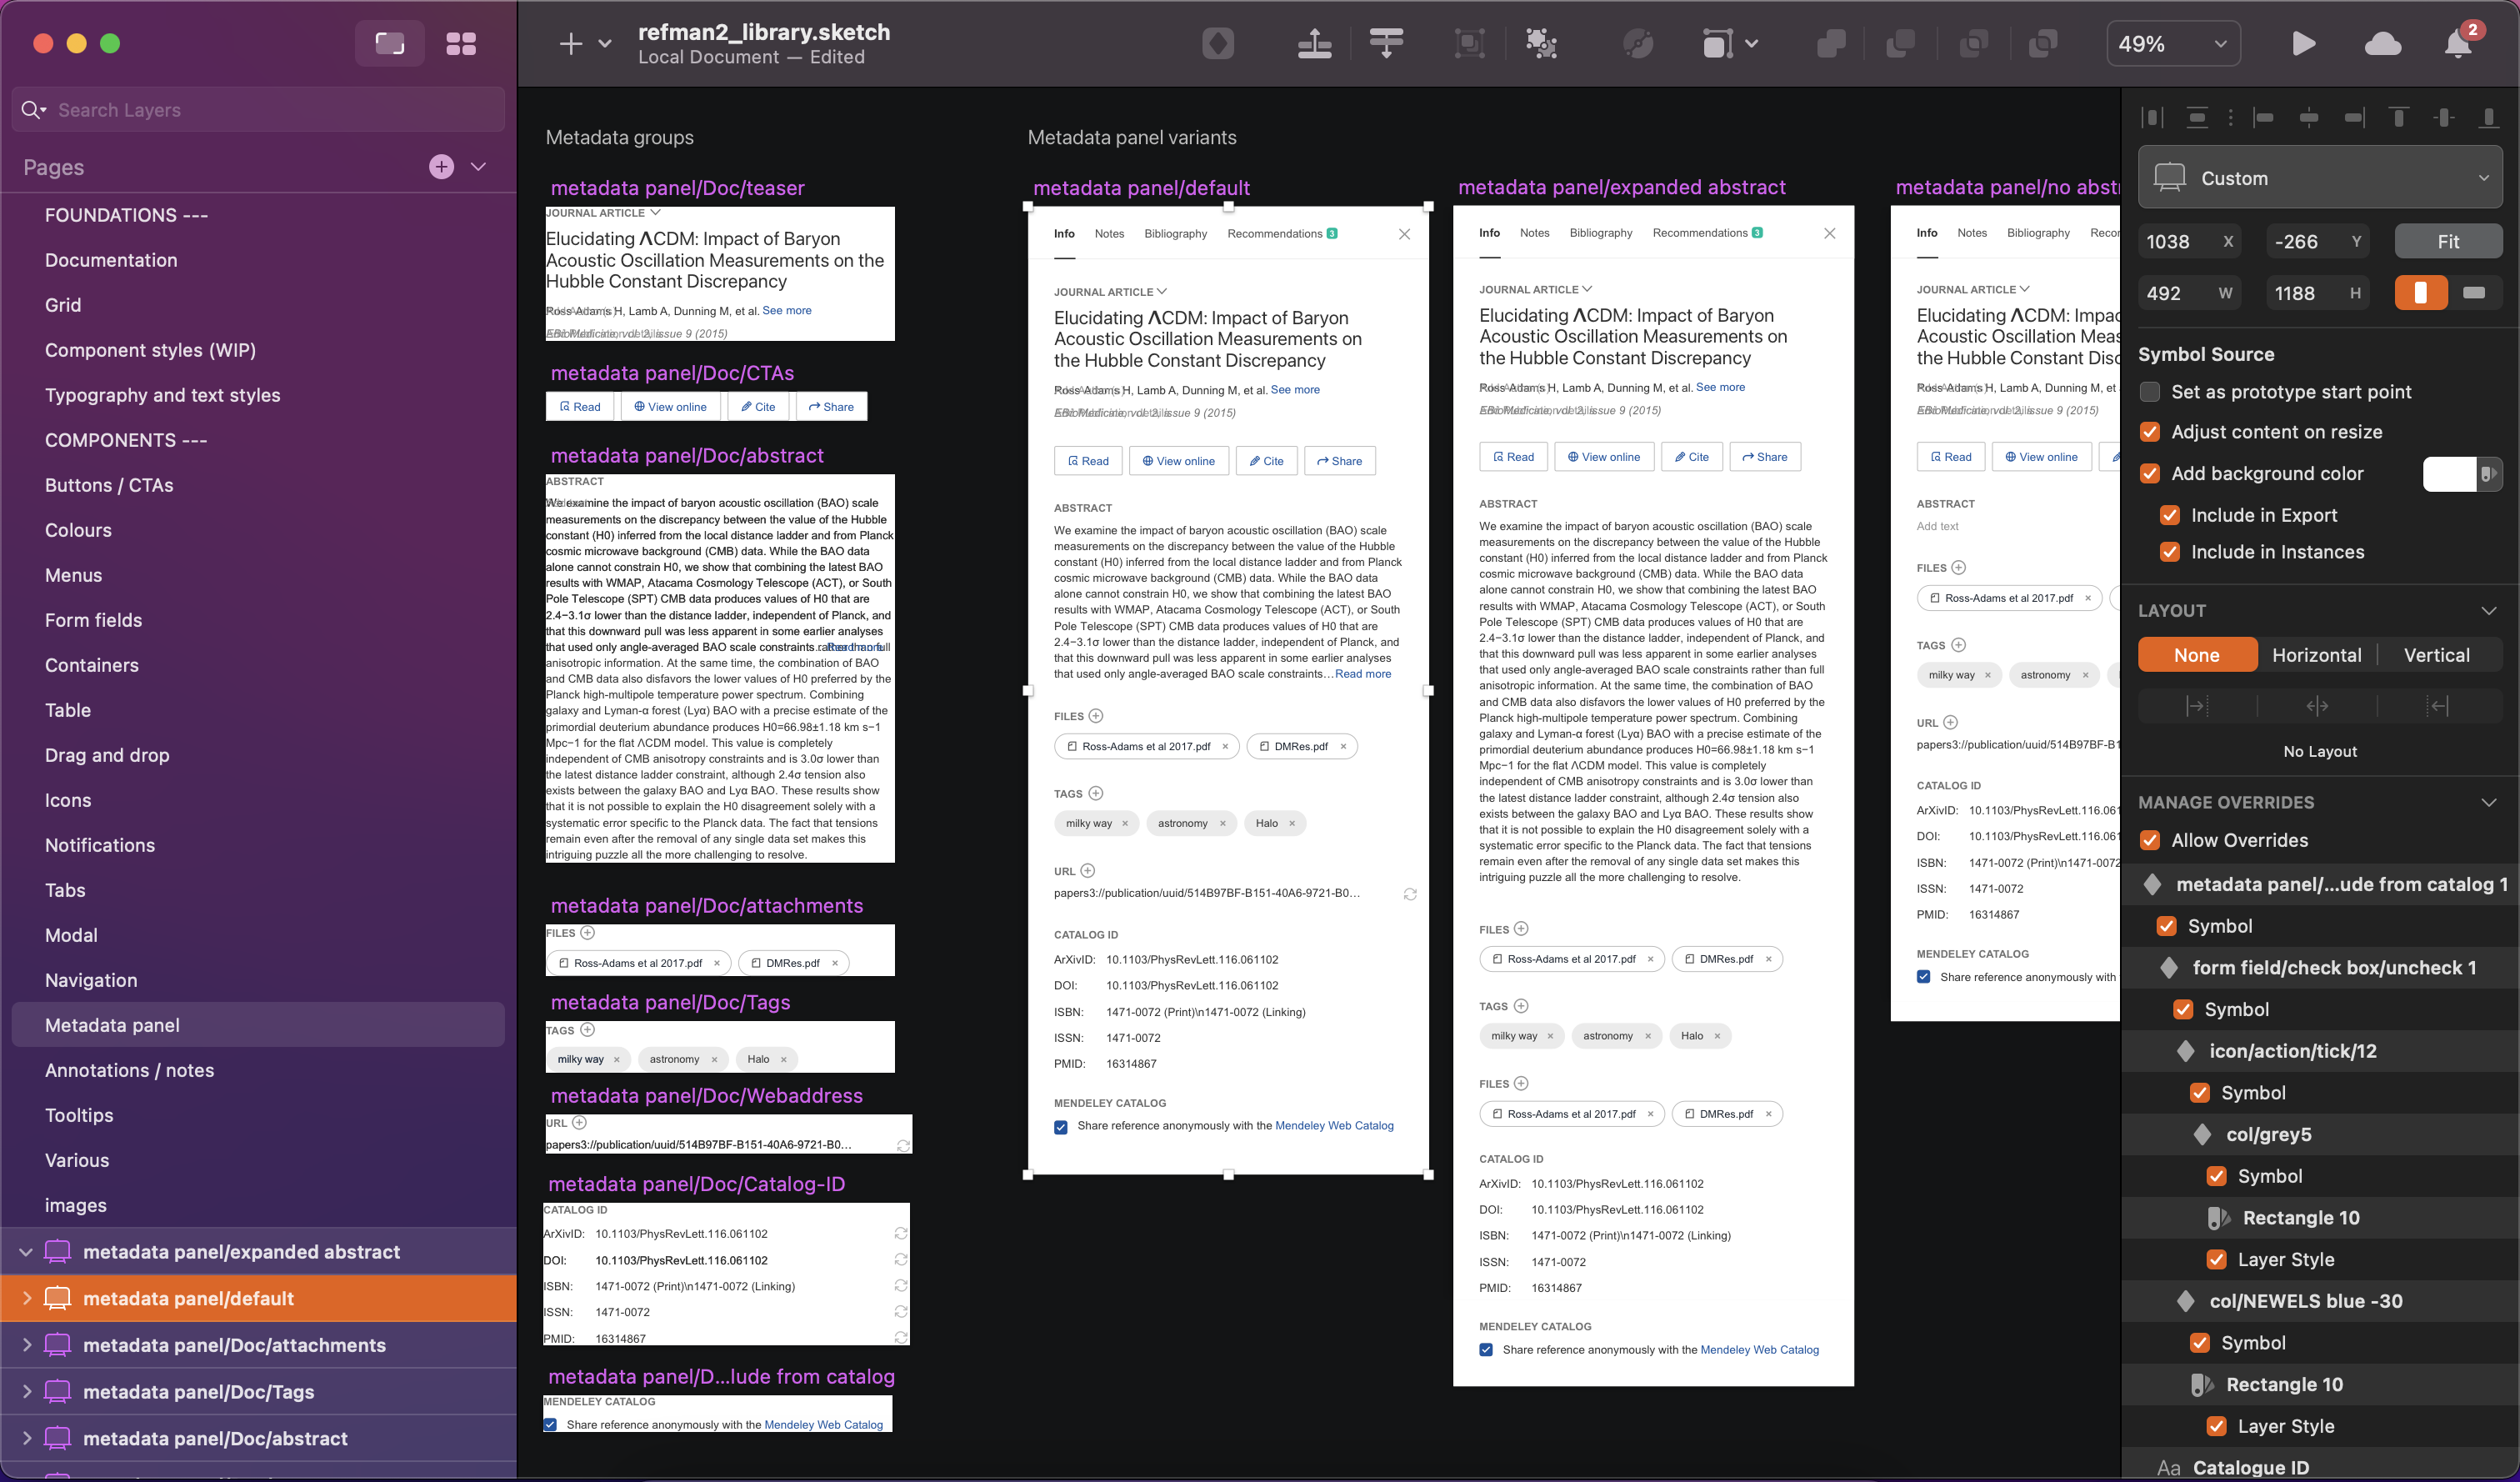 refman2_library.sketch
Local Document — Edited
49%
2
Search Layers
Pages
FOUNDATIONS ---
Documentation
Grid
Component styles (WIP)
Typography and text styles
COMPONENTS ---
Buttons / CTAs
Colours
Menus
Form fields
Containers
Table
Drag and drop
Icons
Notifications
Tabs
Modal
Navigation
Metadata panel
Annotations / notes
Tooltips
Various
images
metadata panel/expanded abstract
metadata panel/default
metadata panel/Doc/attachments
metadata panel/Doc/Tags
metadata panel/Doc/abstract
Metadata groups
metadata panel/Doc/teaser
JOURNAL ARTICLE
Elucidating ΛCDM: Impact of Baryon
Acoustic Oscillation Measurements on the
Hubble Constant Discrepancy
H, Lamb A, Dunning M, et al. See more
issue 9 (2015)
metadata panel/Doc/CTAs
Read
View online
Cite
Share
metadata panel/Doc/abstract
ABSTRACT
examine the impact of baryon acoustic oscillation (BAO) scale
measurements on the discrepancy between the value of the Hubble
constant (H0) inferred from the local distance ladder and from Planck
cosmic microwave background (CMB) data. While the BAO data
alone cannot constrain H0, we show that combining the latest BAO
results with WMAP, Atacama Cosmology Telescope (ACT), or South
Pole Telescope (SPT) CMB data produces values of H0 that are
2.4−3.1σ lower than the distance ladder, independent of Planck, and
that this downward pull was less apparent in some earlier analyses
that used only angle-averaged BAO scale constraints full
anisotropic information. At the same time, the combination of BAO
and CMB data also disfavors the lower values of H0 preferred by the
Planck high-multipole temperature power spectrum. Combining
galaxy and Lyman-α forest (Lyα) BAO with a precise estimate of the
primordial deuterium abundance produces H0=66.98±1.18 km s−1
Mpc−1 for the flat ΛCDM model. This value is completely
independent of CMB anisotropy constraints and is 3.0σ lower than
the latest distance ladder constraint, although 2.4σ tension also
exists between the galaxy BAO and Lyα BAO. These results show
that it is not possible to explain the H0 disagreement solely with a
systematic error specific to the Planck data. The fact that tensions
remain even after the removal of any single data set makes this
intriguing puzzle all the more challenging to resolve.
metadata panel/Doc/attachments
FILES
Ross-Adams et al 2017.pdf ×
DMRes.pdf ×
metadata panel/Doc/Tags
TAGS
milky way ×
astronomy ×
Halo ×
metadata panel/Doc/Webaddress
URL
papers3://publication/uuid/514B97BF-B151-40A6-9721-B0...
metadata panel/Doc/Catalog-ID
CATALOG ID
ArXivID: 10.1103/PhysRevLett.116.061102
DOI: 10.1103/PhysRevLett.116.061102
ISBN: 1471-0072 (Print)\n1471-0072 (Linking)
ISSN: 1471-0072
PMID: 16314867
metadata panel/D...lude from catalog
MENDELEY CATALOG
Share reference anonymously with the Mendeley Web Catalog
Metadata panel variants
metadata panel/default
Info
Notes
Bibliography
Recommendations 3
JOURNAL ARTICLE
Elucidating ΛCDM: Impact of Baryon
Acoustic Oscillation Measurements on
the Hubble Constant Discrepancy
H, Lamb A, Dunning M, et al. See more
issue 9 (2015)
Read
View online
Cite
Share
ABSTRACT
We examine the impact of baryon acoustic oscillation (BAO) scale
measurements on the discrepancy between the value of the Hubble
constant (H0) inferred from the local distance ladder and from Planck
cosmic microwave background (CMB) data. While the BAO data
alone cannot constrain H0, we show that combining the latest BAO
results with WMAP, Atacama Cosmology Telescope (ACT), or South
Pole Telescope (SPT) CMB data produces values of H0 that are
2.4−3.1σ lower than the distance ladder, independent of Planck, and
that this downward pull was less apparent in some earlier analyses
that used only angle-averaged BAO scale constraints...Read more
FILES
Ross-Adams et al 2017.pdf ×
DMRes.pdf ×
TAGS
milky way ×
astronomy ×
Halo ×
URL
papers3://publication/uuid/514B97BF-B151-40A6-9721-B0...
CATALOG ID
ArXivID: 10.1103/PhysRevLett.116.061102
DOI: 10.1103/PhysRevLett.116.061102
ISBN: 1471-0072 (Print)\n1471-0072 (Linking)
ISSN: 1471-0072
PMID: 16314867
MENDELEY CATALOG
Share reference anonymously with the Mendeley Web Catalog
metadata panel/expanded abstract
Info
Notes
Bibliography
Recommendations 3
JOURNAL ARTICLE
Elucidating ΛCDM: Impact of Baryon
Acoustic Oscillation Measurements on
the Hubble Constant Discrepancy
H, Lamb A, Dunning M, et al. See more
issue 9 (2015)
Read
View online
Cite
Share
ABSTRACT
We examine the impact of baryon acoustic oscillation (BAO) scale
measurements on the discrepancy between the value of the Hubble
constant (H0) inferred from the local distance ladder and from Planck
cosmic microwave background (CMB) data. While the BAO data
alone cannot constrain H0, we show that combining the latest BAO
results with WMAP, Atacama Cosmology Telescope (ACT), or South
Pole Telescope (SPT) CMB data produces values of H0 that are
2.4−3.1σ lower than the distance ladder, independent of Planck, and
that this downward pull was less apparent in some earlier analyses
that used only angle-averaged BAO scale constraints rather than full
anisotropic information. At the same time, the combination of BAO
and CMB data also disfavors the lower values of H0 preferred by the
Planck high-multipole temperature power spectrum. Combining
galaxy and Lyman-α forest (Lyα) BAO with a precise estimate of the
primordial deuterium abundance produces H0=66.98±1.18 km s−1
Mpc−1 for the flat ΛCDM model. This value is completely
independent of CMB anisotropy constraints and is 3.0σ lower than
the latest distance ladder constraint, although 2.4σ tension also
exists between the galaxy BAO and Lyα BAO. These results show
that it is not possible to explain the H0 disagreement solely with a
systematic error specific to the Planck data. The fact that tensions
remain even after the removal of any single data set makes this
intriguing puzzle all the more challenging to resolve.
FILES
Ross-Adams et al 2017.pdf ×
DMRes.pdf ×
TAGS
milky way ×
astronomy ×
Halo ×
FILES
Ross-Adams et al 2017.pdf ×
DMRes.pdf ×
CATALOG ID
ArXivID: 10.1103/PhysRevLett.116.061102
DOI: 10.1103/PhysRevLett.116.061102
ISBN: 1471-0072 (Print)\n1471-0072 (Linking)
ISSN: 1471-0072
PMID: 16314867
MENDELEY CATALOG
Share reference anonymously with the Mendeley Web Catalog
metadata panel/no abst
Info
Notes
Bibliography
Recor
JOURNAL ARTICLE
Elucidating ΛCDM: Impac
Acoustic Oscillation Meas
the Hubble Constant Disc
H, Lamb A, Dunning M, et
issue 9 (2015)
Read
View online
ABSTRACT
Add text
FILES
Ross-Adams et al 2017.pdf ×
TAGS
milky way ×
astronomy ×
URL
papers3://publication/uuid/514B97BF-B1
CATALOG ID
ArXivID: 10.1103/PhysRevLett.116.061
DOI: 10.1103/PhysRevLett.116.061
ISBN: 1471-0072 (Print)\n1471-0072
ISSN: 1471-0072
PMID: 16314867
MENDELEY CATALOG
Share reference anonymously with
Custom
1038 X
-266 Y
Fit
492 W
1188 H
Symbol Source
Set as prototype start point
Adjust content on resize
Add background color
Include in Export
Include in Instances
LAYOUT
None
Horizontal
Vertical
No Layout
MANAGE OVERRIDES
Allow Overrides
metadata panel/...ude from catalog 1
Symbol
form field/check box/uncheck 1
Symbol
icon/action/tick/12
Symbol
col/grey5
Symbol
Rectangle 10
Layer Style
col/NEWELS blue -30
Symbol
Rectangle 10
Layer Style
Aa Catalogue ID